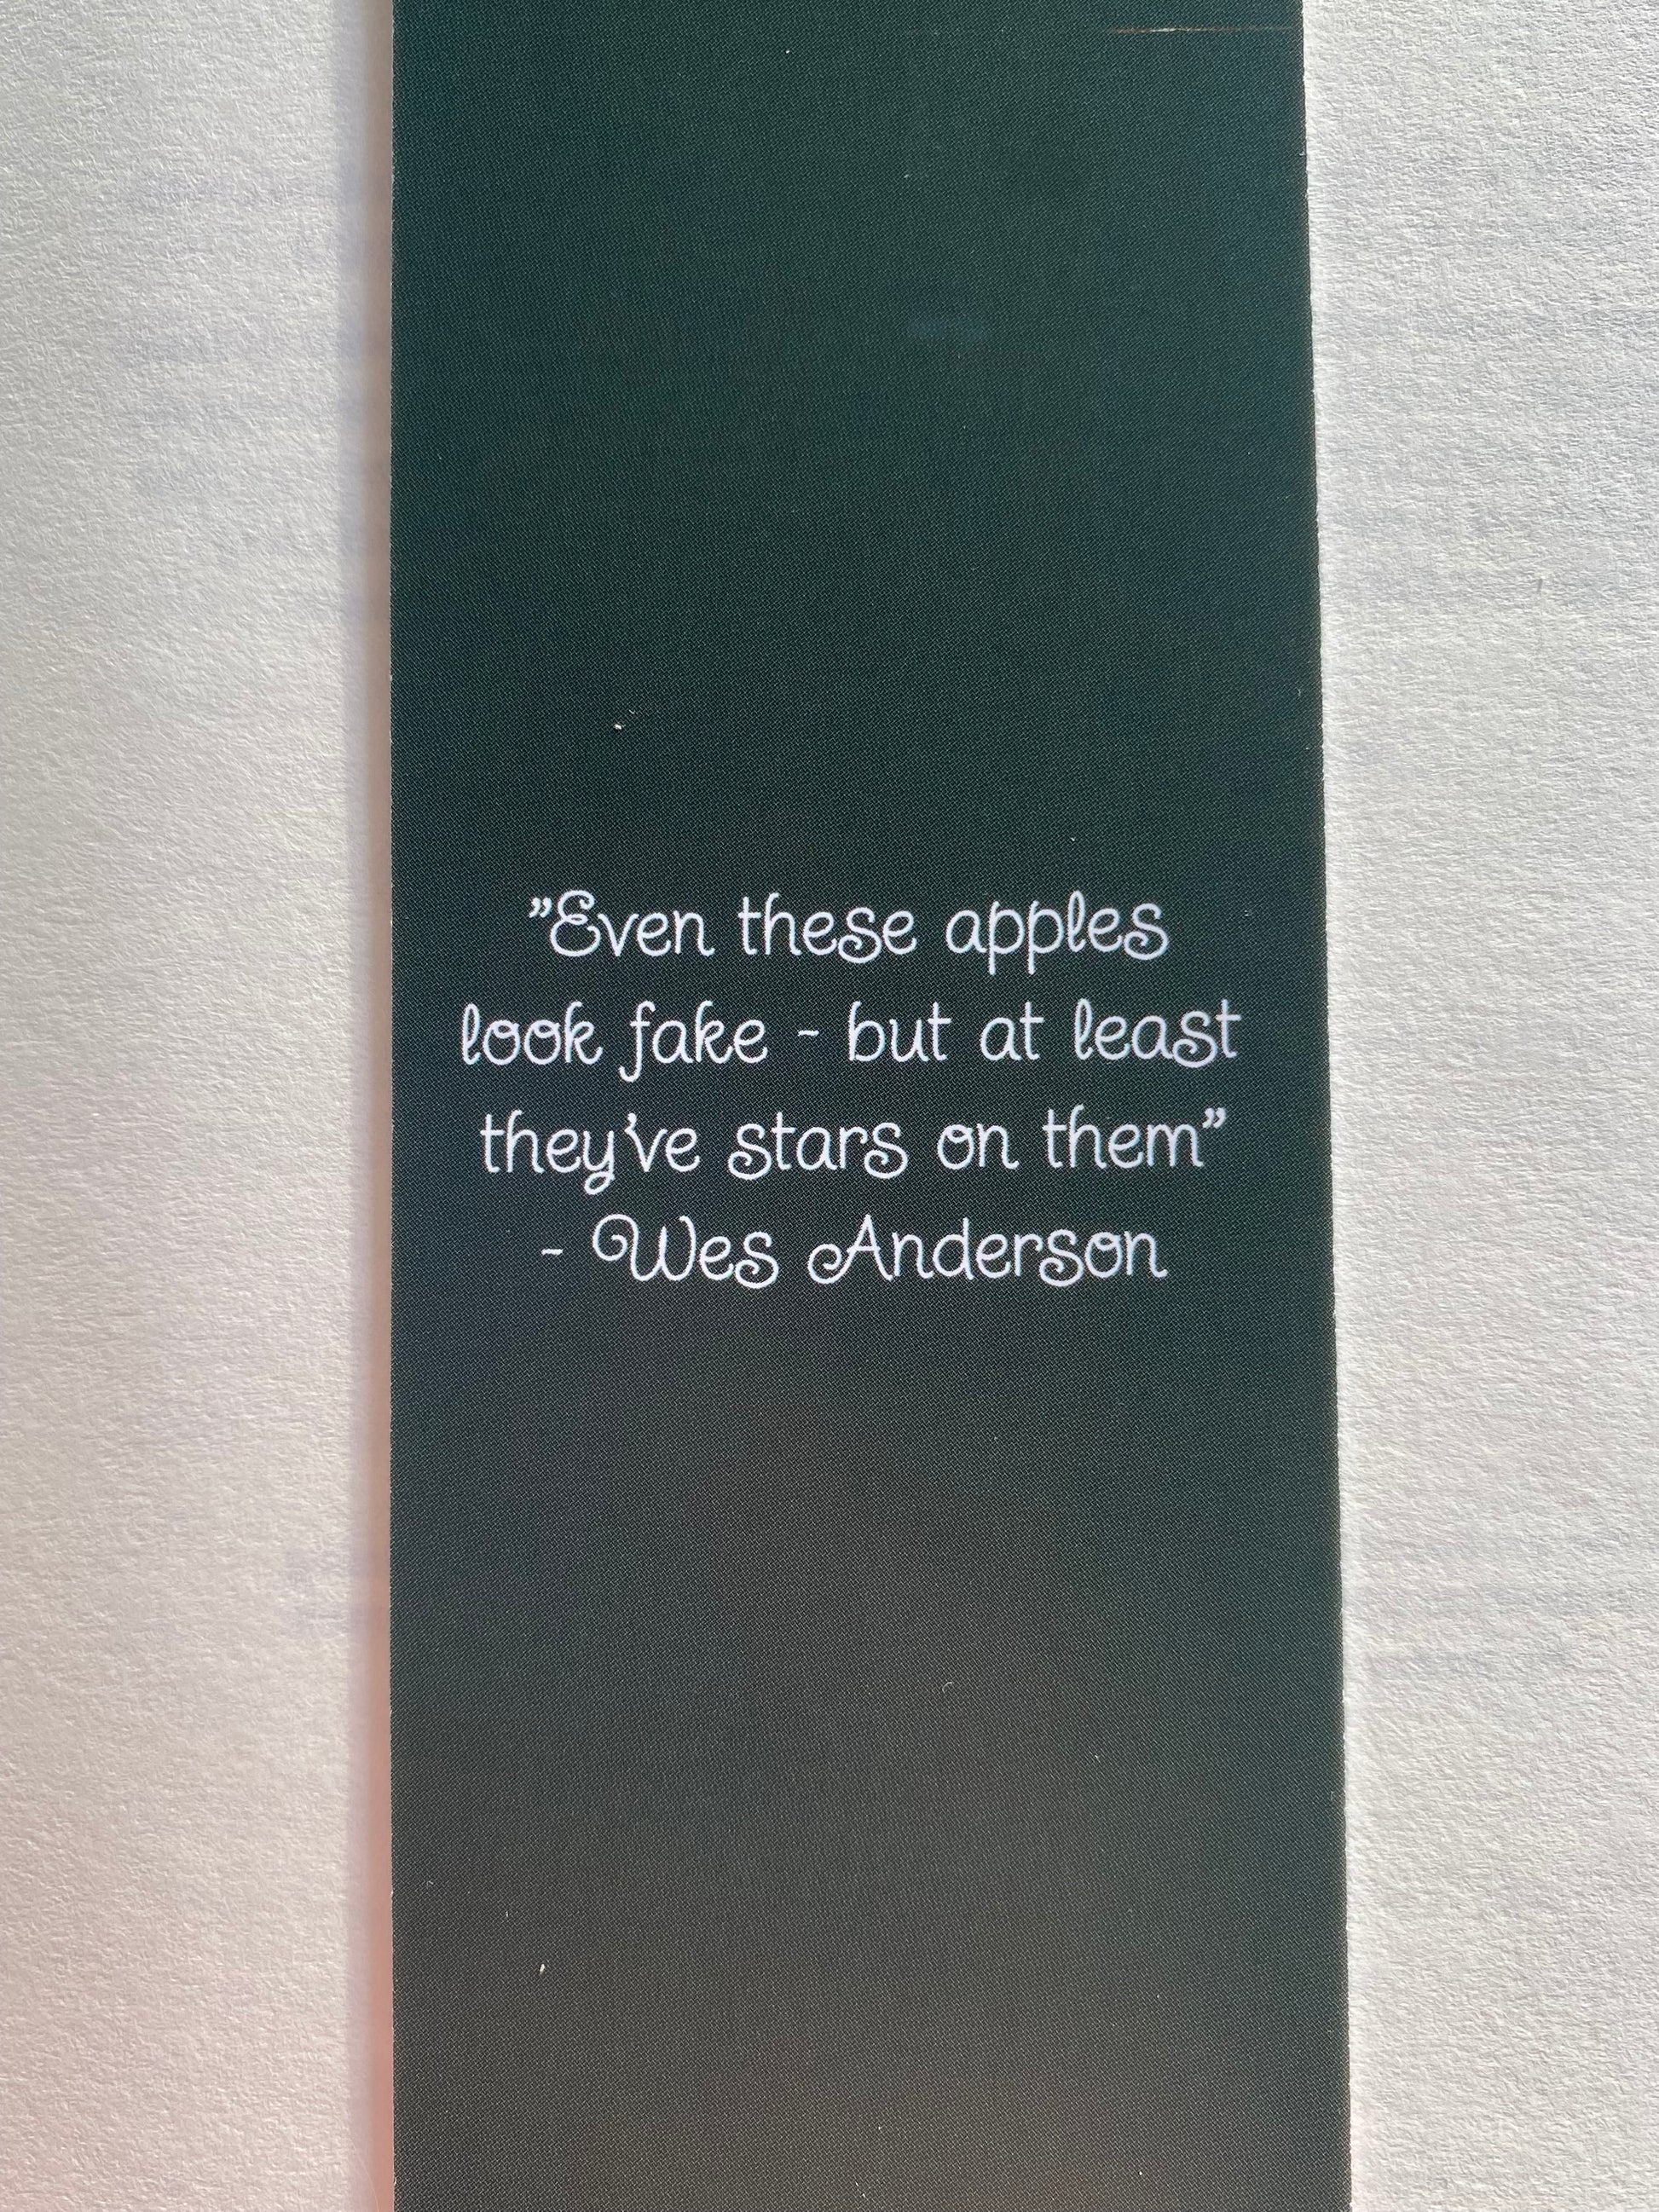 ”Even these apples
look fake - but at least
they’ve stars on them”
- Wes Anderson